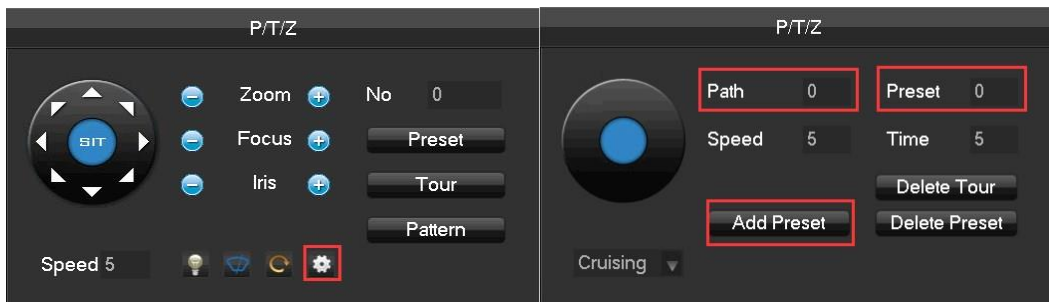 P/T/Z
SIT
Zoom
No 0
Focus
Preset
Iris
Tour
Pattern
Speed 5
P/T/Z
Path 0
Preset 0
Speed 5
Time 5
Delete Tour
Add Preset
Delete Preset
Cruising